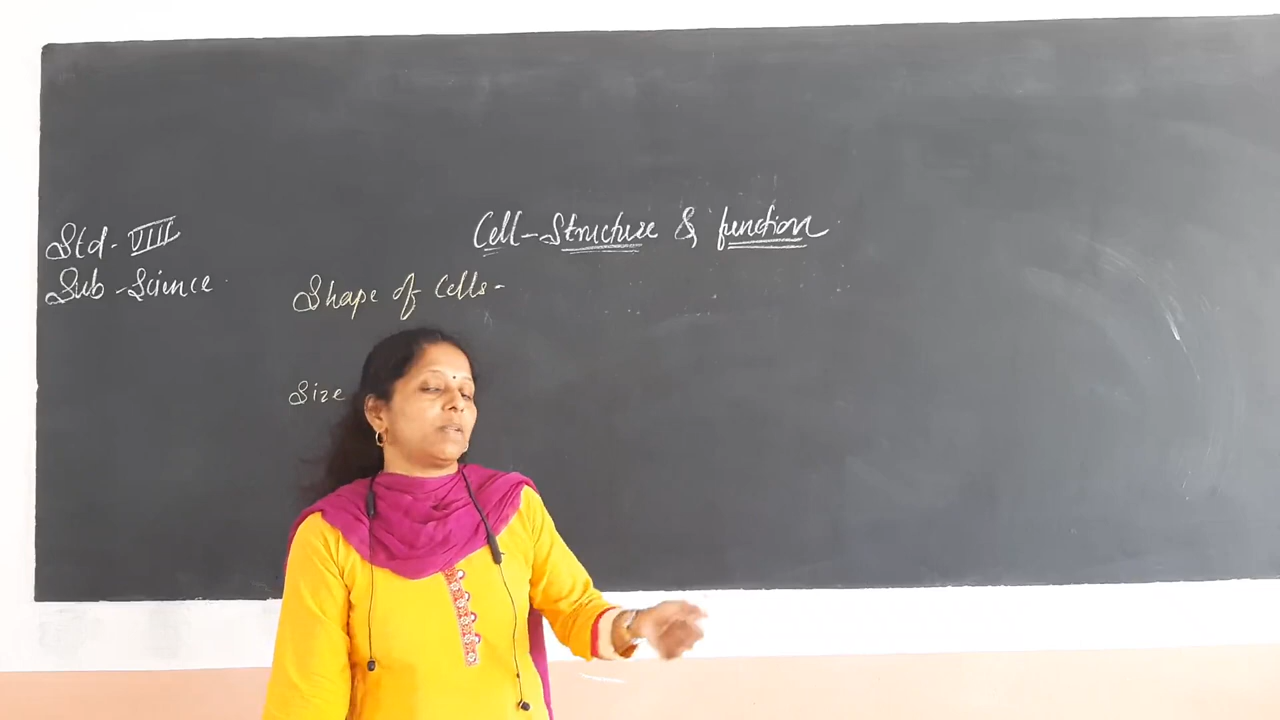 Cell-Structure & function
Std- VIII
Sub-Science
Shape of Cells-
Size